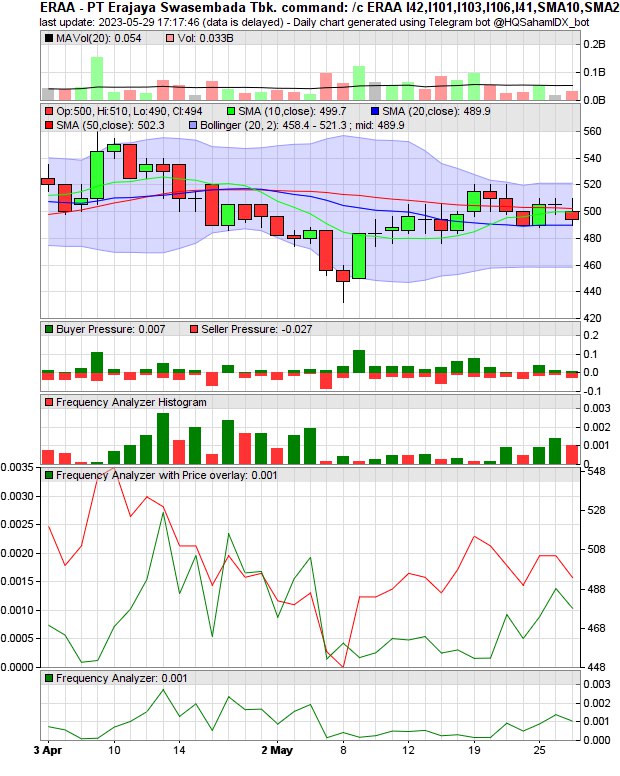 ERAA - PT Erajaya Swasembada Tbk. command: /c ERAA I42,I101,I103,I106,I41,SMA10,SMA2
last update: 2023-05-29 17:17:46 (data is delayed) - Daily chart generated using Telegram bot @HQSahamIDX_bot
MAVol(20): 0.054 Vol: 0.033B
0.2B
0.1B
0.0B
Op:500, Hi:510, Lo:490, Cl:494 SMA (10,close): 499.7 SMA (20,close): 489.9
SMA (50,close): 502.3 Bollinger (20, 2): 458.4 - 521.3 ; mid: 489.9
560
540
520
500
480
460
440
420
Buyer Pressure: 0.007 Seller Pressure: -0.027
0.2
0.1
0.0
-0.1
Frequency Analyzer Histogram
0.003
0.002
0.001
0
Frequency Analyzer with Price overlay: 0.001
0.0035
0.0030
0.0025
0.0020
0.0015
0.0010
0.0005
0.0000
548
528
508
488
468
448
Frequency Analyzer: 0.001
0.003
0.002
0.001
0.000
3 Apr 10 14 2 May 8 12 19 25